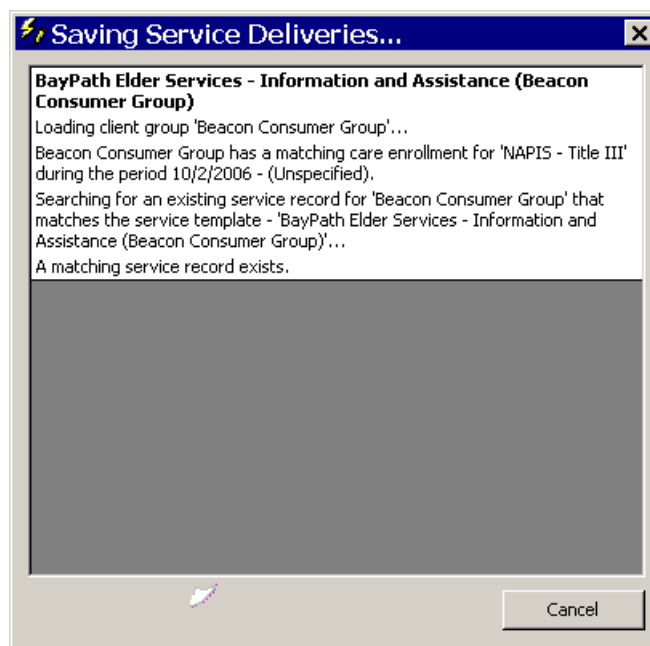 Saving Service Deliveries...
BayPath Elder Services - Information and Assistance (Beacon
Consumer Group)
Loading client group 'Beacon Consumer Group'...
Beacon Consumer Group has a matching care enrollment for 'NAPIS - Title III'
during the period 10/2/2006 - (Unspecified).
Searching for an existing service record for 'Beacon Consumer Group' that
matches the service template - 'BayPath Elder Services - Information and
Assistance (Beacon Consumer Group)'...
A matching service record exists.
Cancel